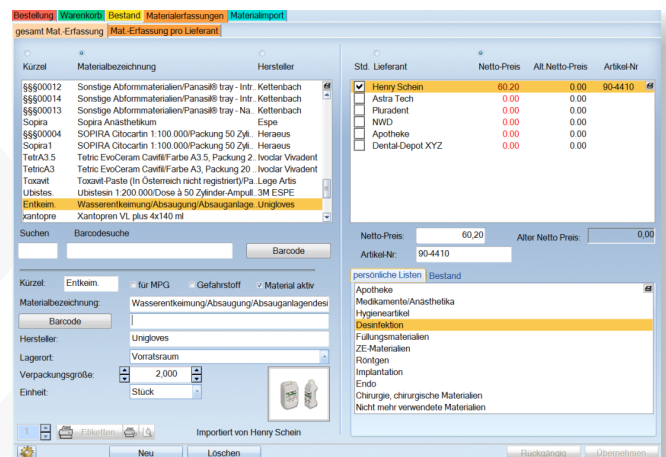 Bestellung Warenkorb Bestand Materialerfassungen Materialimport
gesamt Mat.-Erfassung Mat.-Erfassung pro Lieferant
Kürzel Materialbezeichnung Hersteller
§§§00012 Sonstige Abformmaterialien/Panasil® tray - Intr.. Kettenbach
§§§00014 Sonstige Abformmaterialien/Panasil® tray - Intr.. Kettenbach
§§§00013 Sonstige Abformmaterialien/Panasil® tray - Na.. Kettenbach
Sopira Sopira Anästhetikum Espe
§§§00004 SOPIRA Citocartin 1:100.000/Packung 50 Zyli.. Heraeus
Sopira1 SOPIRA Citocartin 1:100.000/Packung 50 Zyli.. Heraeus
TetrA3.5 Tetric EvoCeram Cavifil/Farbe A3.5, Packung 2.. Ivoclar Vivadent
TetricA3 Tetric EvoCeram Cavifil/Farbe A3, Packung 20 .. Ivoclar Vivadent
Toxavit Toxavit-Paste (In Österreich nicht registriert)/Pa.. Lege Artis
Ubistes. Ubistesin 1:200.000/Dose à 50 Zylinder-Ampull.. 3M ESPE
Entkeim. Wasserentkeimung/Absaugung/Absauganlage.. Unigloves
xantopre Xantopren VL plus 4x140 ml
Suchen Barcodesuche
Barcode
Kürzel: Entkeim. für MPG Gefahrstoff Material aktiv
Materialbezeichnung: Wasserentkeimung/Absaugung/Absauganlagendesi
Barcode
Hersteller: Unigloves
Lagerort: Vorratsraum
Verpackungsgröße: 2,000
Einheit: Stück
1 Etiketten Importiert von Henry Schein
Neu Löschen
Std. Lieferant Netto-Preis Alt.Netto-Preis Artikel-Nr
Henry Schein 60.20 0.00 90-4410
Astra Tech 0.00 0.00
Pluradent 0.00 0.00
NWD 0.00 0.00
Apotheke 0.00 0.00
Dental-Depot XYZ 0.00 0.00
Netto-Preis: 60,20 Alter Netto Preis: 0,00
Artikel-Nr: 90-4410
persönliche Listen Bestand
Apotheke
Medikamente/Anästhetika
Hygieneartikel
Desinfektion
Füllungsmaterialien
ZE-Materialien
Röntgen
Implantation
Endo
Chirurgie, chirurgische Materialien
Nicht mehr verwendete Materialien
Rückgängig Übernehmen